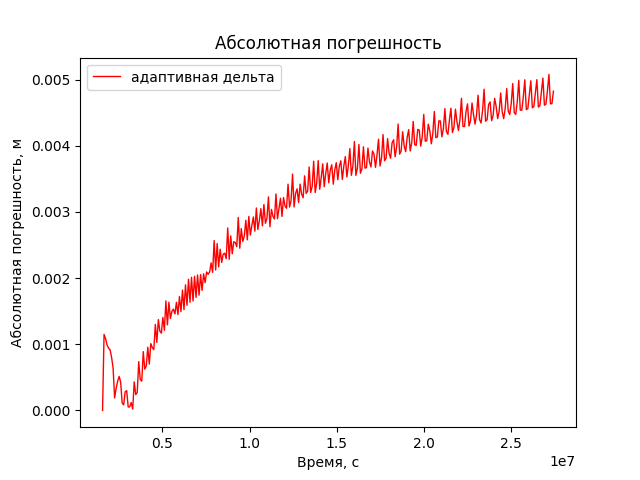 Абсолютная погрешность
адаптивная дельта
Абсолютная погрешность, м
0.005
0.004
0.003
0.002
0.001
0.000
0.5
1.0
1.5
2.0
2.5
1e7
Время, с